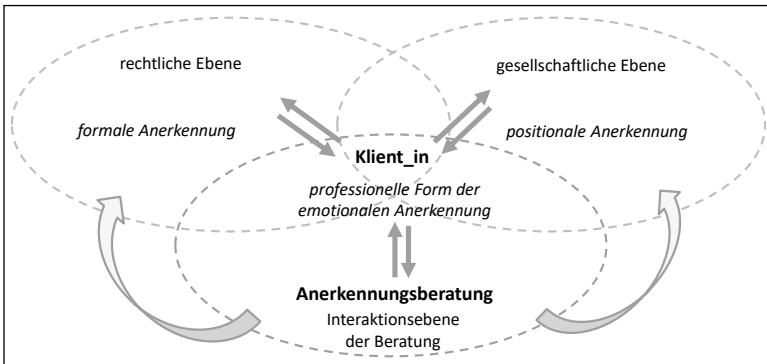 rechtliche Ebene
gesellschaftliche Ebene
formale Anerkennung
positionale Anerkennung
Klient_in
professionelle Form der
emotionalen Anerkennung
Anerkennungsberatung
Interaktionsebene
der Beratung